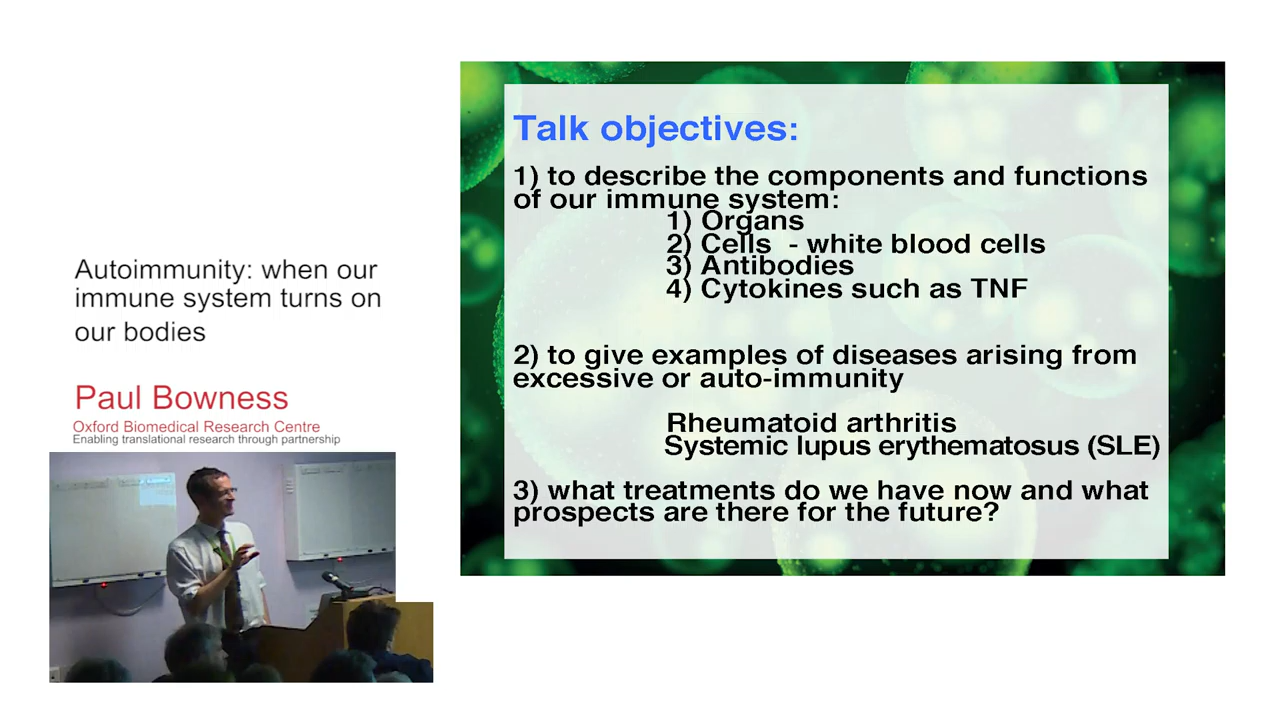 Autoimmunity: when our
immune system turns on
our bodies
Paul Bowness
Oxford Biomedical Research Centre
Enabling translational research through partnership
Talk objectives:
1) to describe the components and functions
of our immune system:
1) Organs
2) Cells - white blood cells
3) Antibodies
4) Cytokines such as TNF
2) to give examples of diseases arising from
excessive or auto-immunity
Rheumatoid arthritis
Systemic lupus erythematosus (SLE)
3) what treatments do we have now and what
prospects are there for the future?